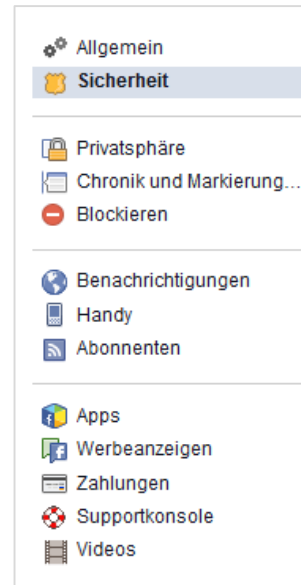 Allgemein
Sicherheit
Privatsphäre
Chronik und Markierung...
Blockieren
Benachrichtigungen
Handy
Abonnenten
Apps
Werbeanzeigen
Zahlungen
Supportkonsole
Videos